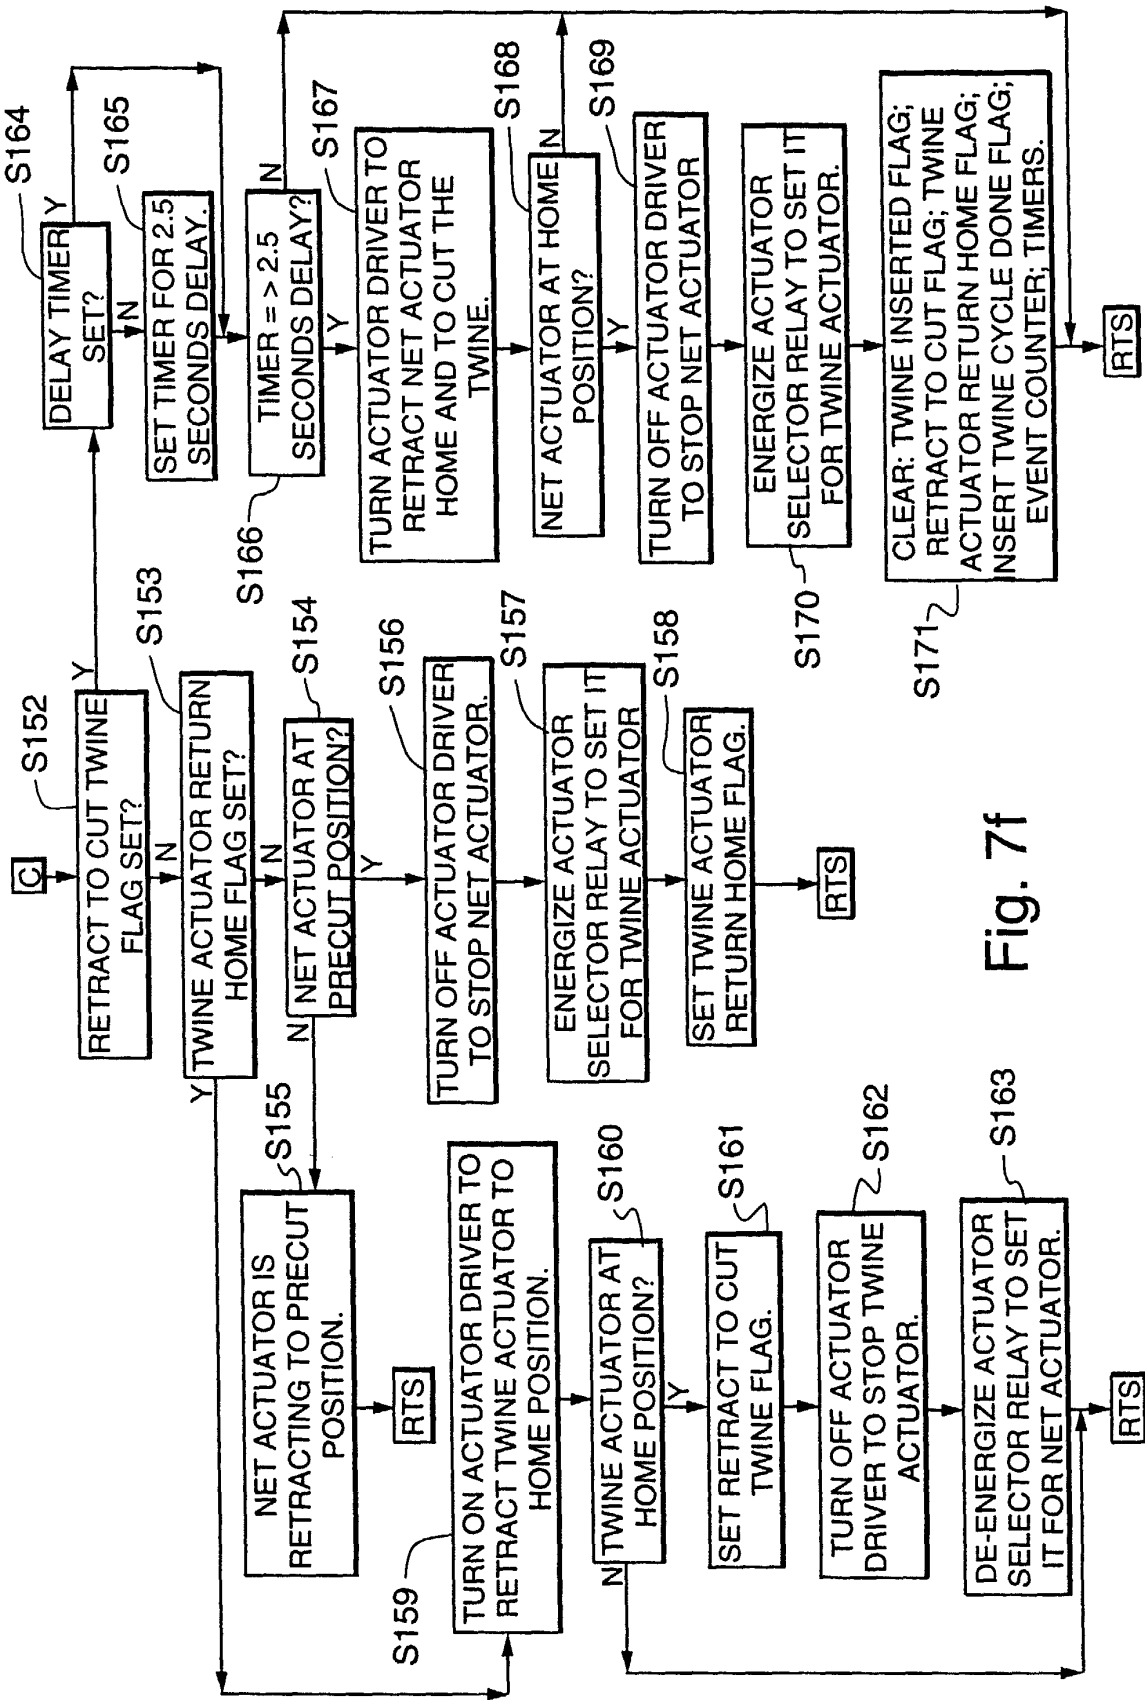 C
S152
RETRACT TO CUT TWINE
FLAG SET?
Y
N
S153
TWINE ACTUATOR RETURN
HOME FLAG SET?
Y
N
S154
NET ACTUATOR AT
PRECUT POSITION?
N
Y
S155
NET ACTUATOR IS
RETRACTING TO PRECUT
POSITION.
RTS
S156
TURN OFF ACTUATOR DRIVER
TO STOP NET ACTUATOR.
S157
ENERGIZE ACTUATOR
SELECTOR RELAY TO SET IT
FOR TWINE ACTUATOR
S158
SET TWINE ACTUATOR
RETURN HOME FLAG.
RTS
S159
TURN ON ACTUATOR DRIVER TO
RETRACT TWINE ACTUATOR TO
HOME POSITION.
S160
TWINE ACTUATOR AT
HOME POSITION?
N
Y
S161
SET RETRACT TO CUT
TWINE FLAG.
S162
TURN OFF ACTUATOR
DRIVER TO STOP TWINE
ACTUATOR.
S163
DE-ENERGIZE ACTUATOR
SELECTOR RELAY TO SET
IT FOR NET ACTUATOR.
RTS
S164
DELAY TIMER
SET?
Y
N
S165
SET TIMER FOR 2.5
SECONDS DELAY.
S166
TIMER = > 2.5
SECONDS DELAY?
N
Y
S167
TURN ACTUATOR DRIVER TO
RETRACT NET ACTUATOR
HOME AND TO CUT THE
TWINE.
S168
NET ACTUATOR AT HOME
POSITION?
N
Y
S169
TURN OFF ACTUATOR DRIVER
TO STOP NET ACTUATOR
S170
ENERGIZE ACTUATOR
SELECTOR RELAY TO SET IT
FOR TWINE ACTUATOR.
S171
CLEAR: TWINE INSERTED FLAG;
RETRACT TO CUT FLAG; TWINE
ACTUATOR RETURN HOME FLAG;
INSERT TWINE CYCLE DONE FLAG;
EVENT COUNTER; TIMERS.
RTS
Fig. 7f